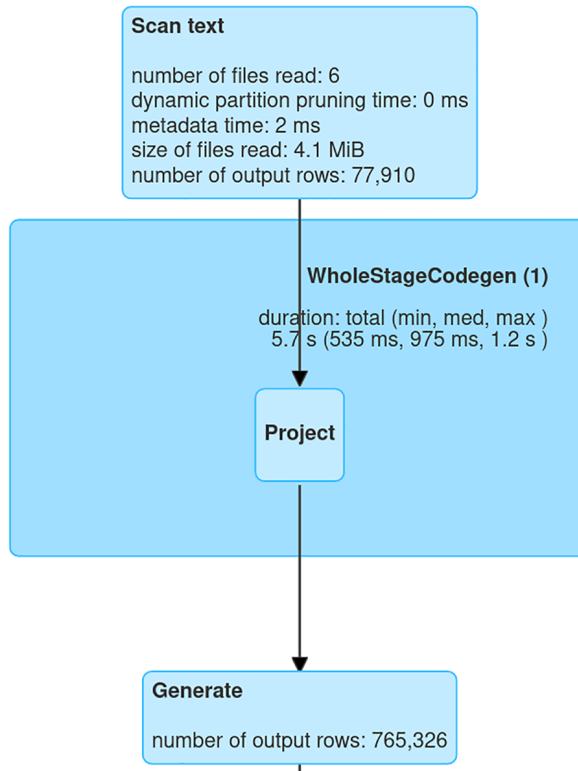 Scan text
number of files read: 6
dynamic partition pruning time: 0 ms
metadata time: 2 ms
size of files read: 4.1 MiB
number of output rows: 77,910
WholeStageCodegen (1)
duration: total (min, med, max )
5.7 s (535 ms, 975 ms, 1.2 s )
Project
Generate
number of output rows: 765,326